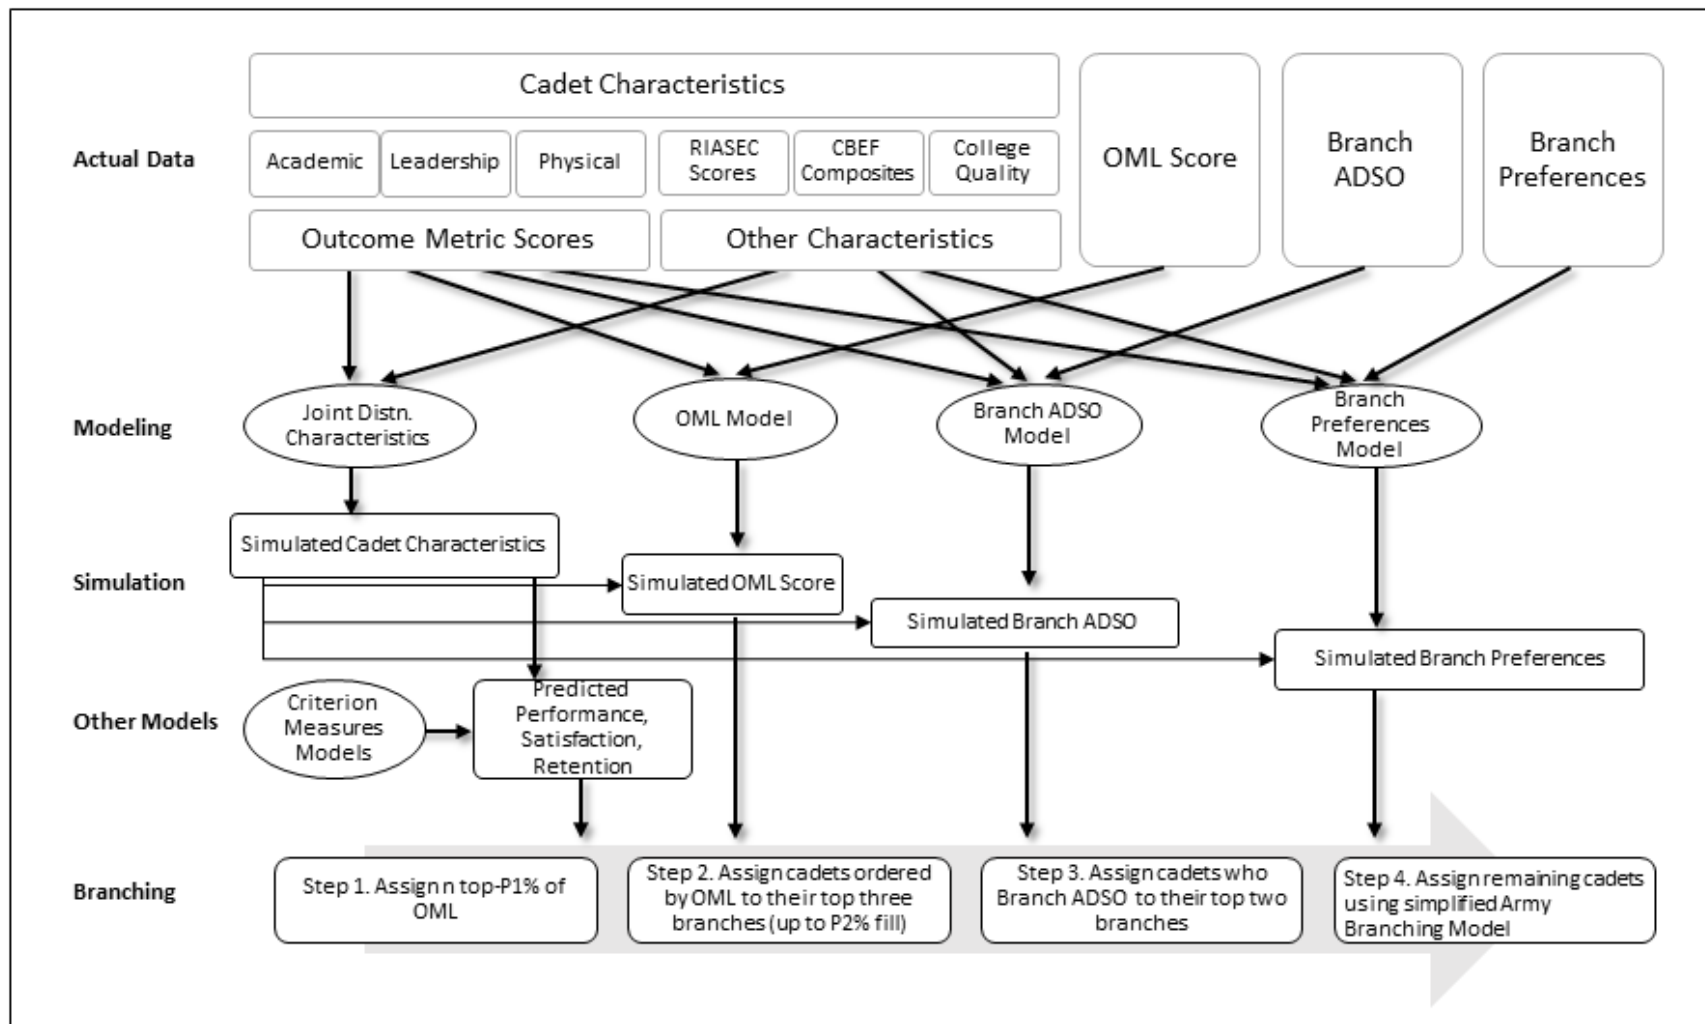 Cadet Characteristics
Actual Data
Academic
Leadership
Physical
RIASEC
Scores
CBEF
Composites
College
Quality
OML Score
Branch
ADSO
Branch
Preferences
Outcome Metric Scores
Other Characteristics
Modeling
Joint Distn.
Characteristics
OML Model
Branch ADSO
Model
Branch
Preferences
Model
Simulation
Simulated Cadet Characteristics
Simulated OML Score
Simulated Branch ADSO
Simulated Branch Preferences
Other Models
Criterion
Measures
Models
Predicted
Performance,
Satisfaction,
Retention
Branching
Step 1. Assign n top-P1% of
OML
Step 2. Assign cadets ordered
by OML to their top three
branches (up to P2% fill)
Step 3. Assign cadets who
Branch ADSO to their top two
branches
Step 4. Assign remaining cadets
using simplified Army
Branching Model